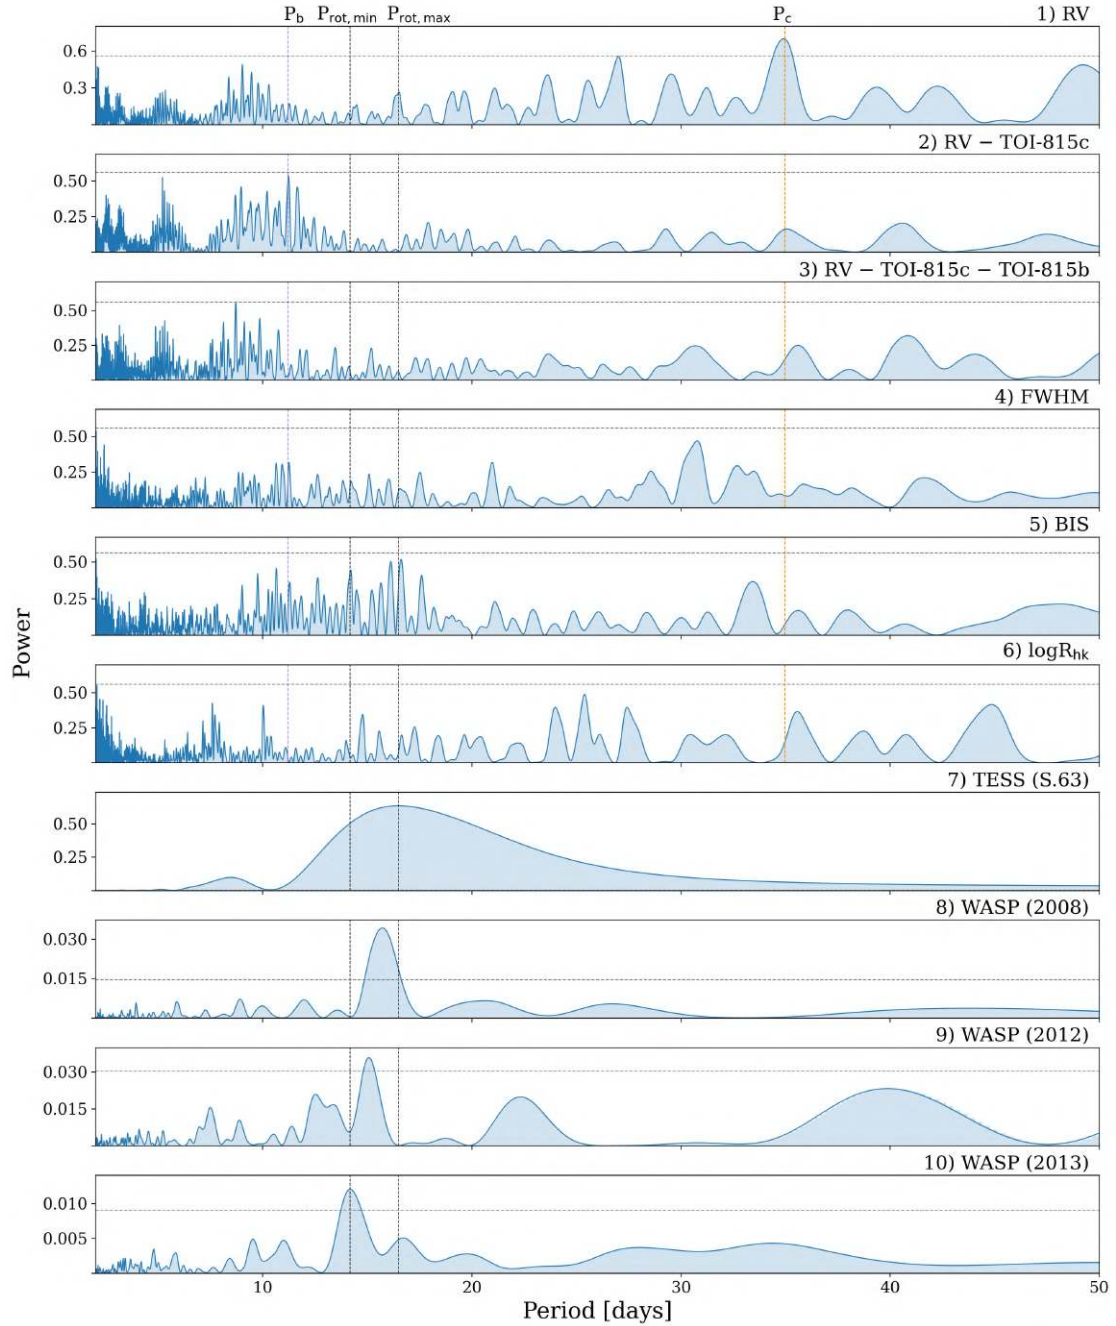 P_b P_rot, min P_rot, max P_c 1) RV
0.6
0.3
2) RV − TOI-815c
0.50
0.25
3) RV − TOI-815c − TOI-815b
0.50
0.25
4) FWHM
0.50
0.25
5) BIS
0.50
0.25
6) logR_hk
0.50
0.25
7) TESS (S.63)
0.50
0.25
8) WASP (2008)
0.030
0.015
9) WASP (2012)
0.030
0.015
10) WASP (2013)
0.010
0.005
10 20 30 40 50
Period [days]
Power